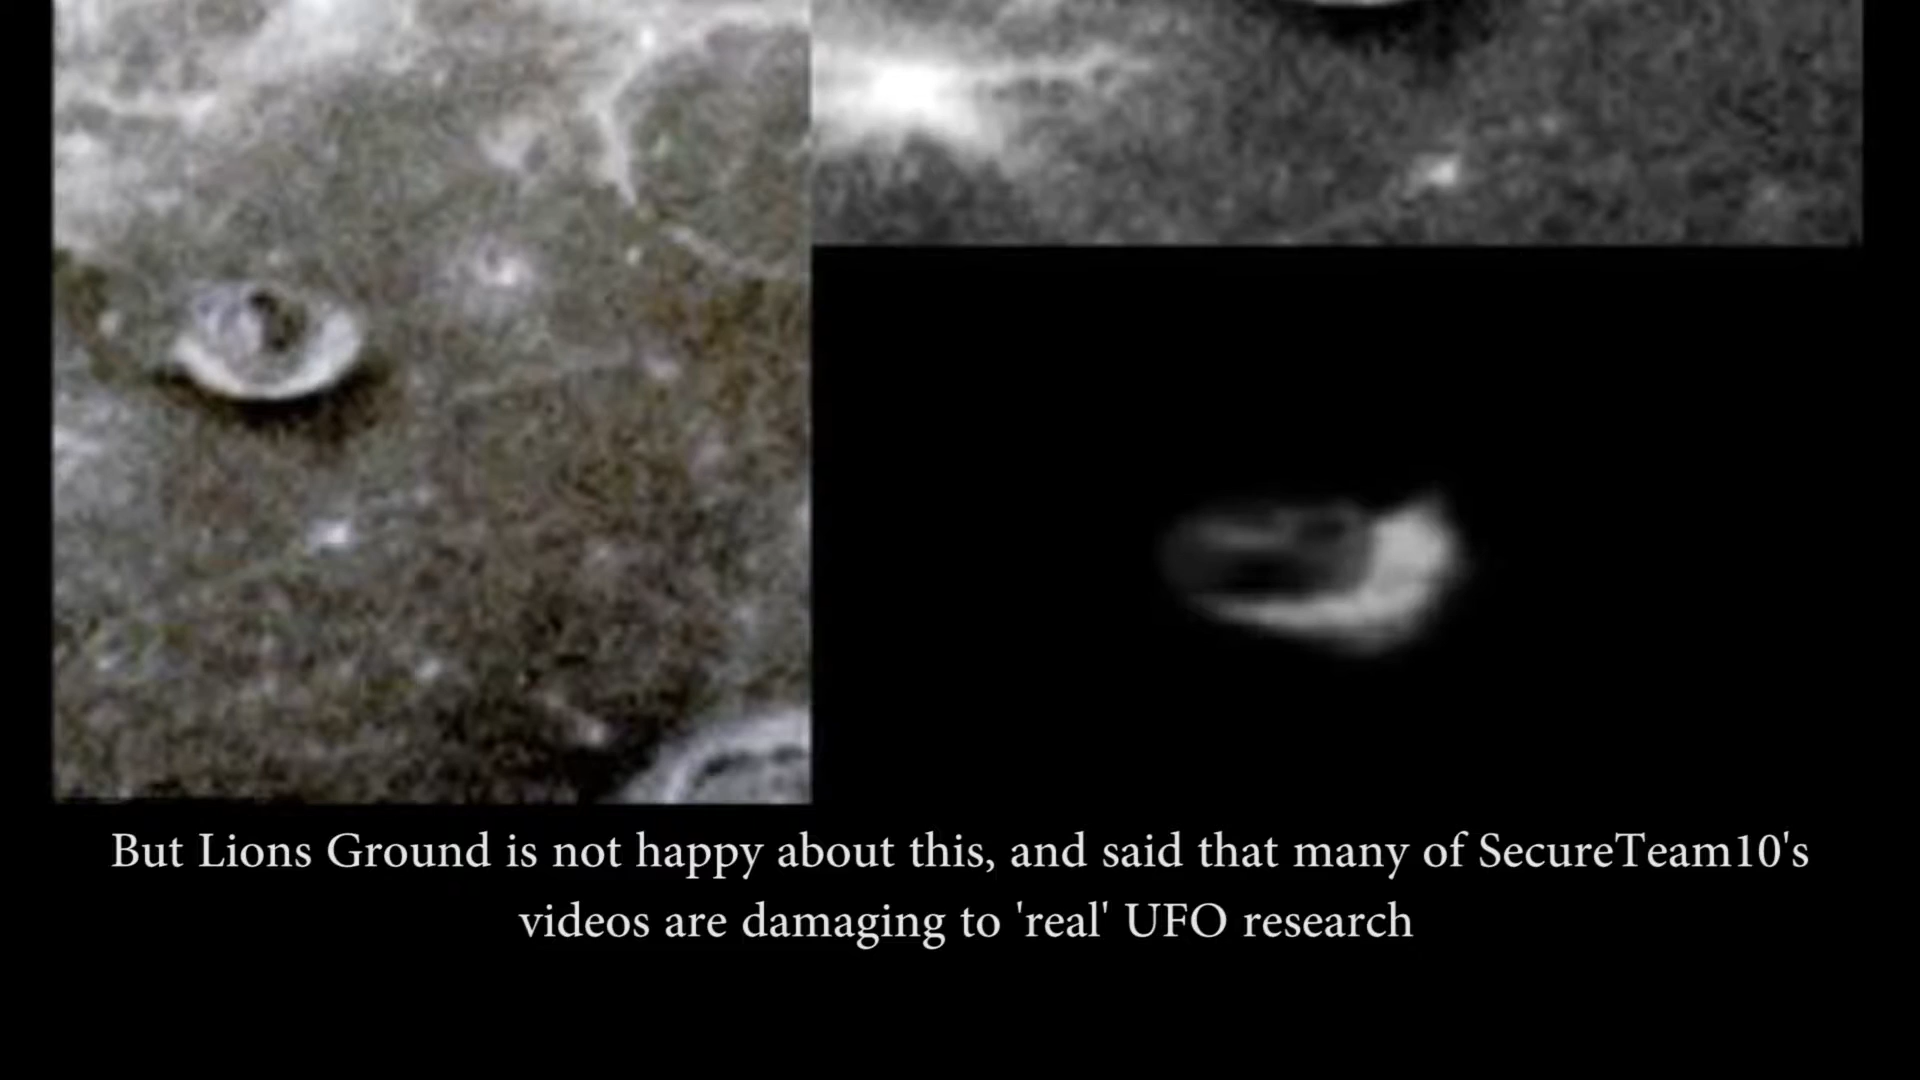 But Lions Ground is not happy about this, and said that many of SecureTeam10's
videos are damaging to 'real' UFO research